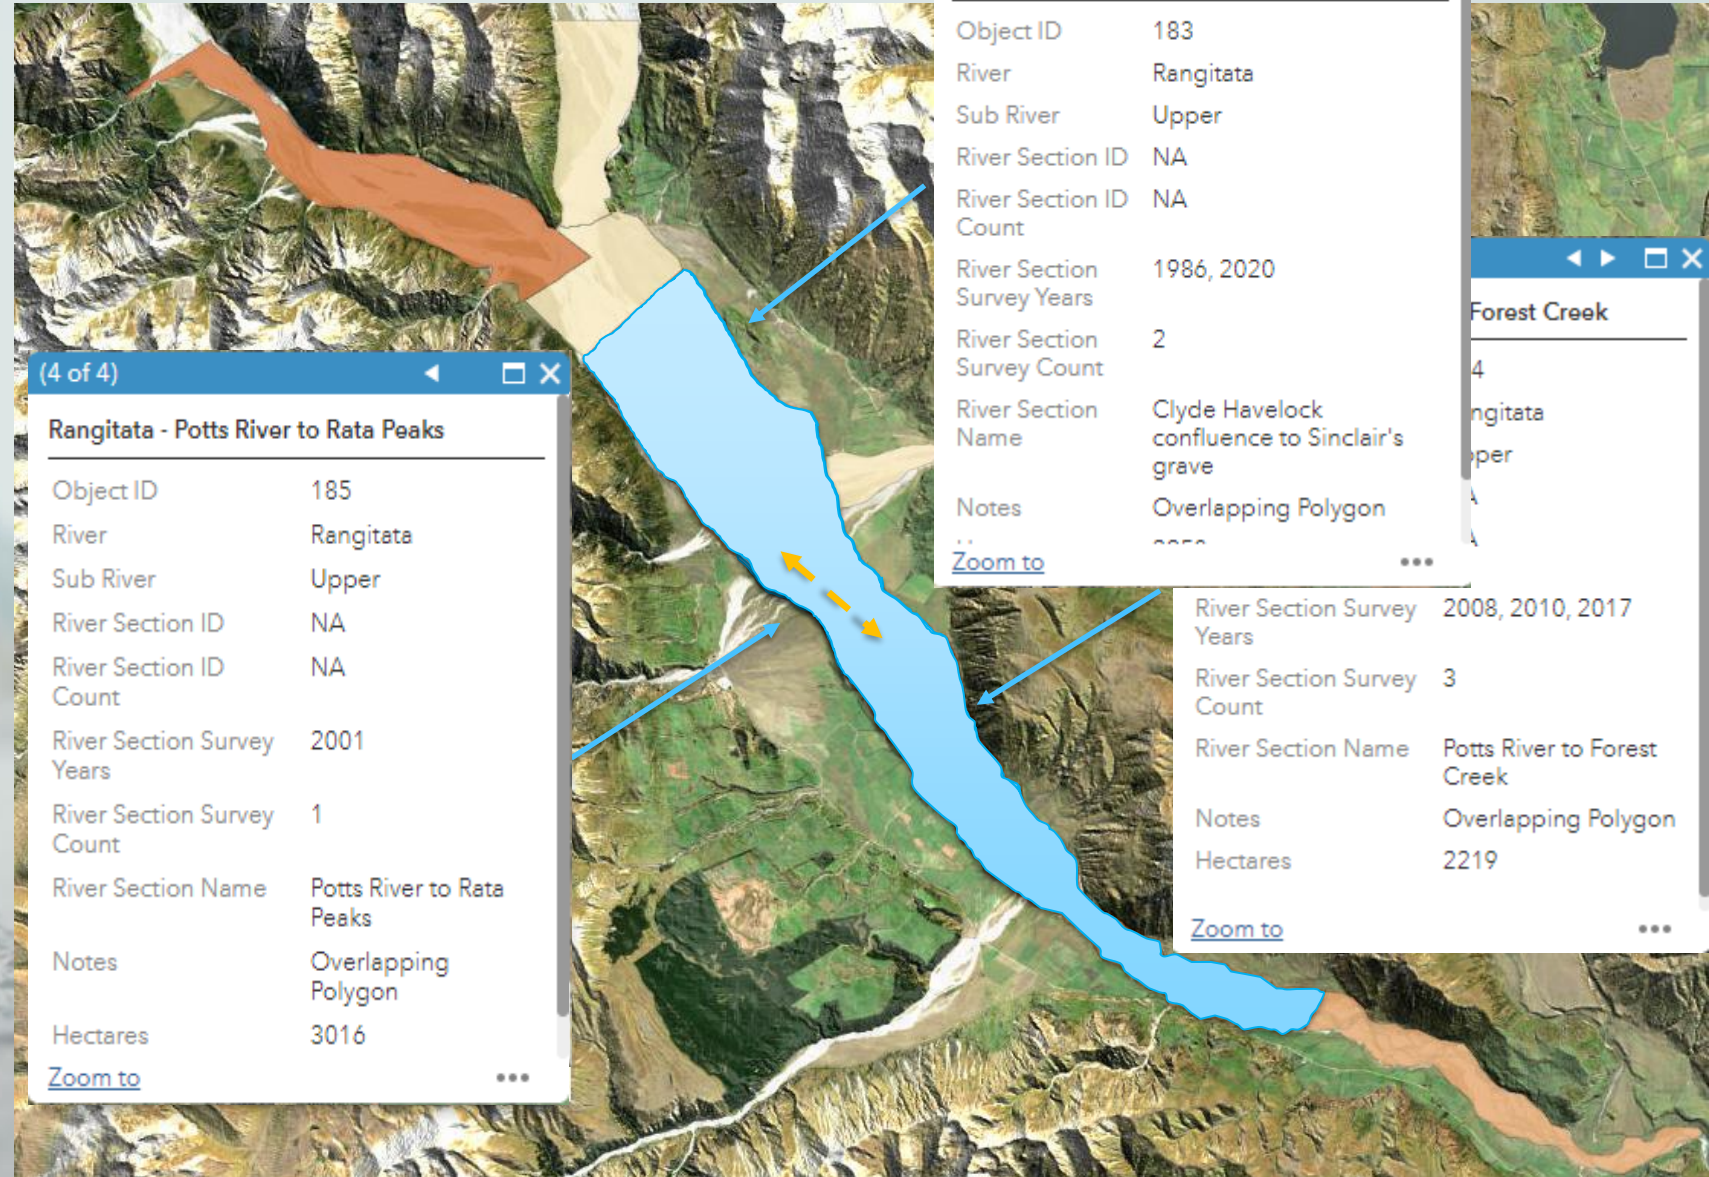 Object ID 183
River Rangitata
Sub River Upper
River Section ID NA
River Section ID NA
Count
River Section 1986, 2020
Survey Years
River Section 2
Survey Count
River Section Clyde Havelock
Name confluence to Sinclair's
grave
Notes Overlapping Polygon
Zoom to
(4 of 4)
Rangitata - Potts River to Rata Peaks
Object ID 185
River Rangitata
Sub River Upper
River Section ID NA
River Section ID NA
Count
River Section Survey 2001
Years
River Section Survey 1
Count
River Section Name Potts River to Rata
Peaks
Notes Overlapping
Polygon
Hectares 3016
Zoom to
Forest Creek
4
ngitata
per
River Section Survey 2008, 2010, 2017
Years
River Section Survey 3
Count
River Section Name Potts River to Forest
Creek
Notes Overlapping Polygon
Hectares 2219
Zoom to